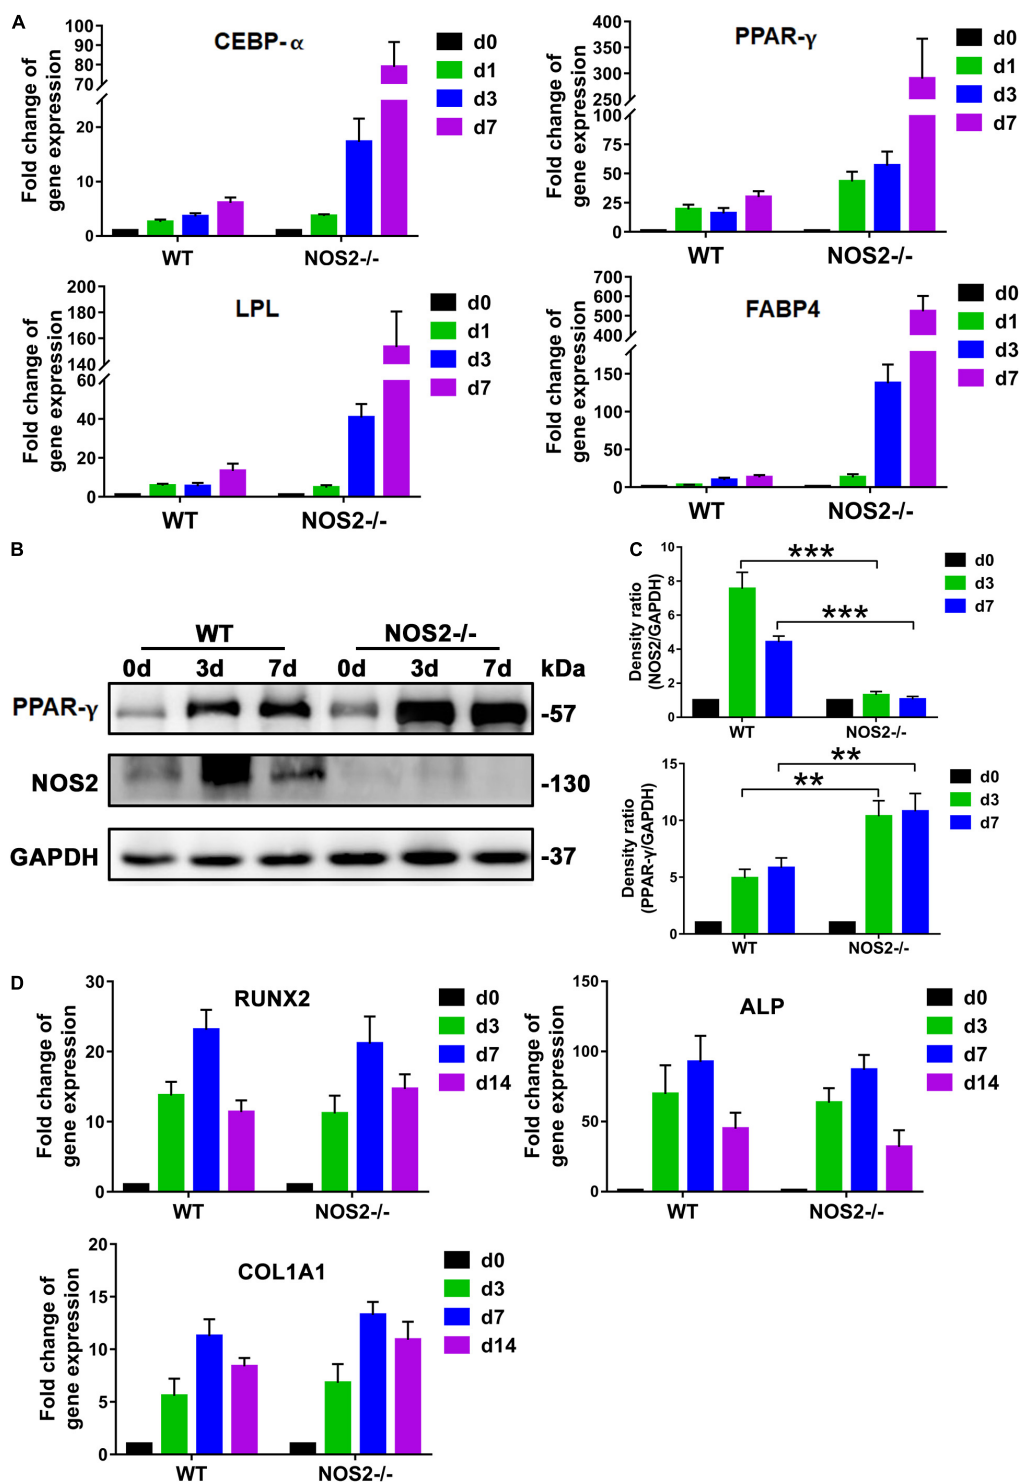 A
CEBP-α
Fold change of
gene expression
100
90
80
70
20
10
0
WT
NOS2-/-
d0
d1
d3
d7
PPAR-γ
Fold change of
gene expression
400
350
300
250
100
75
50
25
0
WT
NOS2-/-
d0
d1
d3
d7
LPL
Fold change of
gene expression
200
180
160
140
60
40
20
0
WT
NOS2-/-
d0
d1
d3
d7
FABP4
Fold change of
gene expression
700
600
500
400
150
100
50
0
WT
NOS2-/-
d0
d1
d3
d7
B
WT
NOS2-/-
0d 3d 7d 0d 3d 7d kDa
PPAR-γ -57
NOS2 -130
GAPDH -37
C
Density ratio
(NOS2/GAPDH)
10
8
6
4
2
0
***
***
WT
NOS2-/-
d0
d3
d7
Density ratio
(PPAR-γ/GAPDH)
15
10
5
0
**
**
WT
NOS2-/-
d0
d3
d7
D
RUNX2
Fold change of
gene expression
30
20
10
0
WT
NOS2-/-
d0
d3
d7
d14
ALP
Fold change of
gene expression
150
100
50
0
WT
NOS2-/-
d0
d3
d7
d14
COL1A1
Fold change of
gene expression
20
15
10
5
0
WT
NOS2-/-
d0
d3
d7
d14